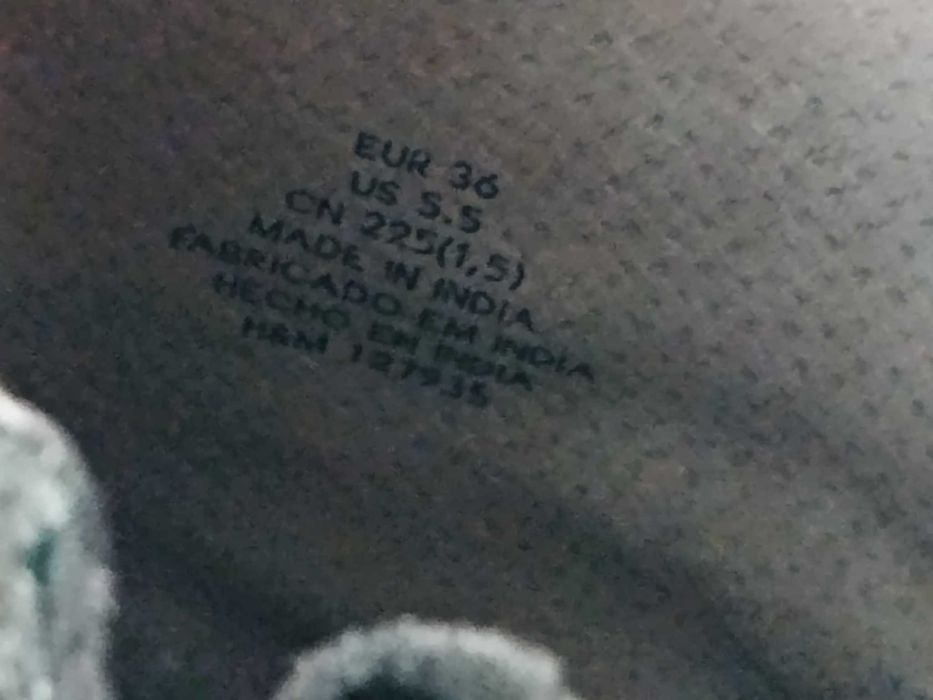 EUR 36
US 5.5
CN 225(1,5)
MADE IN INDIA
FABRICADO EM INDIA
HECHO EN INDIA
H&M 127935